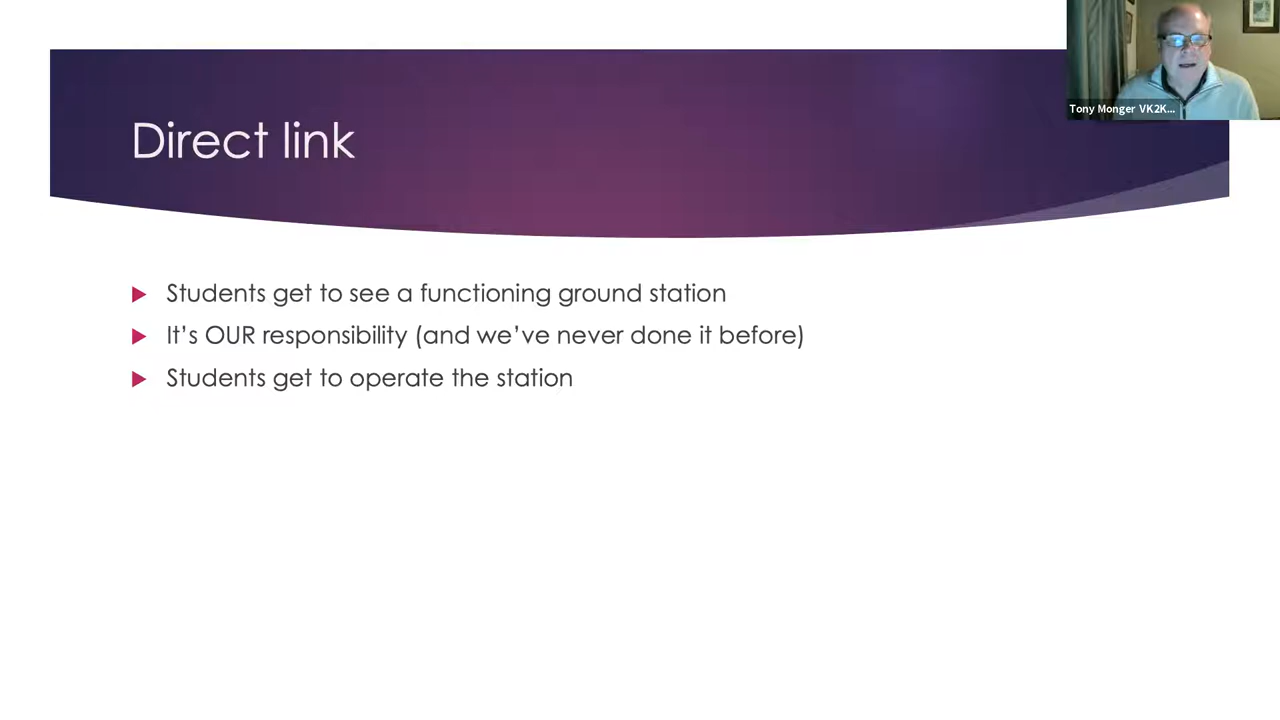 Direct link
Tony Monger VK2K...
Students get to see a functioning ground station
It’s OUR responsibility (and we’ve never done it before)
Students get to operate the station